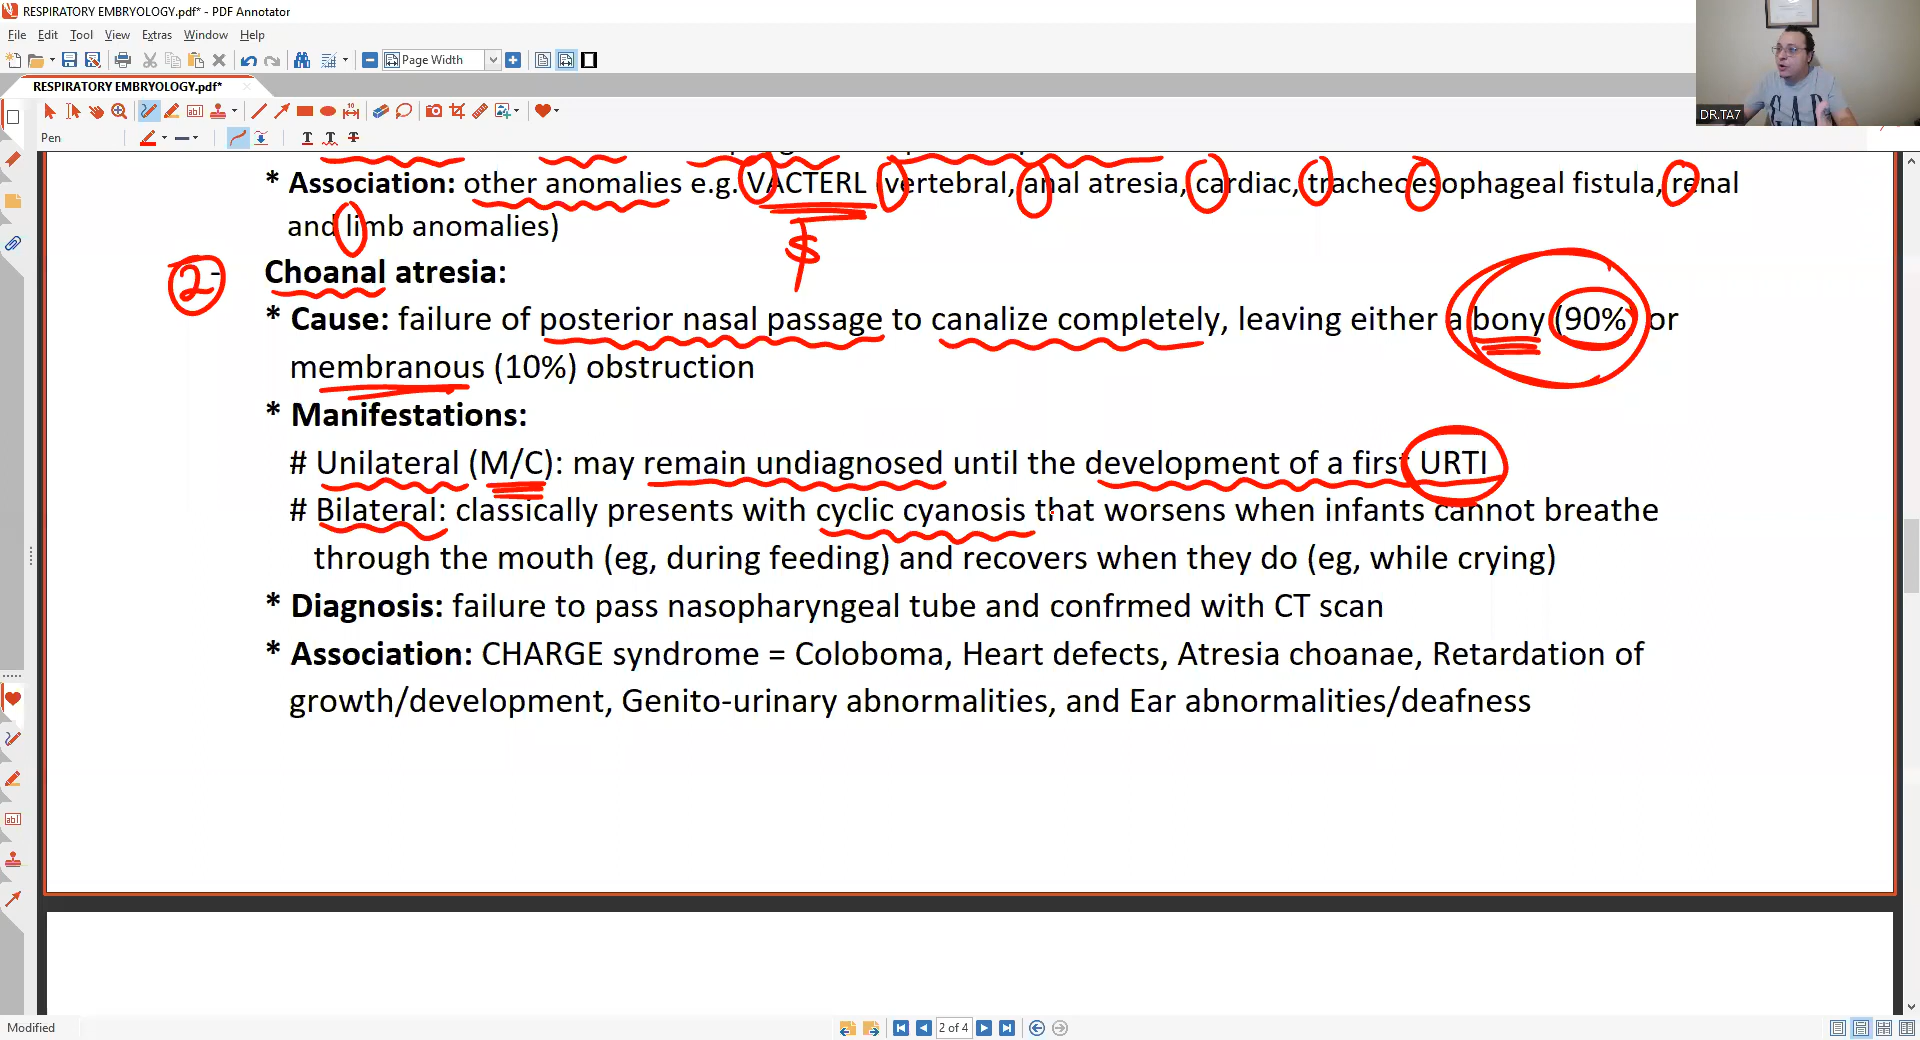 RESPIRATORY EMBRYOLOGY.pdf* - PDF Annotator
File Edit Tool View Extras Window Help
Page Width
RESPIRATORY EMBRYOLOGY.pdf*
Pen
DR.TA7
* Association: other anomalies e.g. VACTERL (vertebral, anal atresia, cardiac, tracheoesophageal fistula, renal
and limb anomalies)
$
2- Choanal atresia:
* Cause: failure of posterior nasal passage to canalize completely, leaving either a bony (90%) or
membranous (10%) obstruction
* Manifestations:
# Unilateral (M/C): may remain undiagnosed until the development of a first URTI
# Bilateral: classically presents with cyclic cyanosis that worsens when infants cannot breathe
through the mouth (eg, during feeding) and recovers when they do (eg, while crying)
* Diagnosis: failure to pass nasopharyngeal tube and confrmed with CT scan
* Association: CHARGE syndrome = Coloboma, Heart defects, Atresia choanae, Retardation of
growth/development, Genito-urinary abnormalities, and Ear abnormalities/deafness
Modified
2 of 4